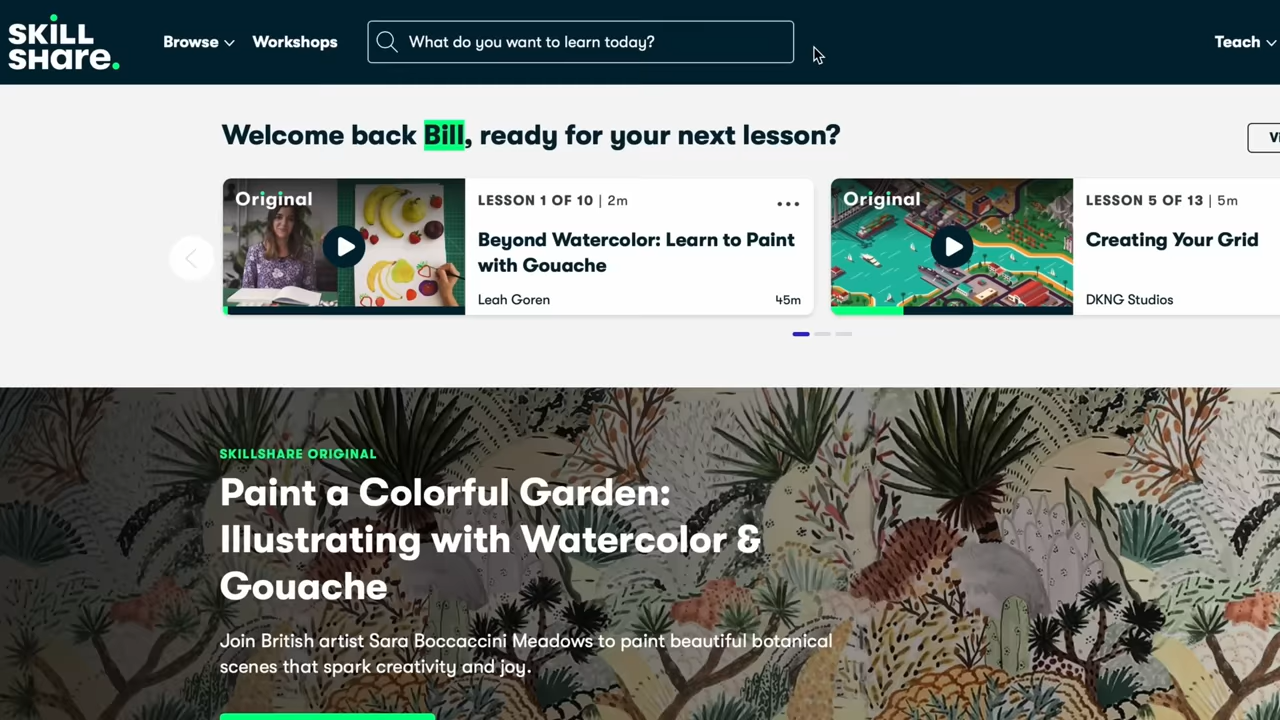 SKILL
SHare.
Browse
Workshops
What do you want to learn today?
Teach
Welcome back Bill, ready for your next lesson?
Original
LESSON 1 OF 10 | 2m
Beyond Watercolor: Learn to Paint
with Gouache
Leah Goren
45m
Original
LESSON 5 OF 13 | 5m
Creating Your Grid
DKNG Studios
SKILLSHARE ORIGINAL
Paint a Colorful Garden:
Illustrating with Watercolor &
Gouache
Join British artist Sara Boccaccini Meadows to paint beautiful botanical
scenes that spark creativity and joy.